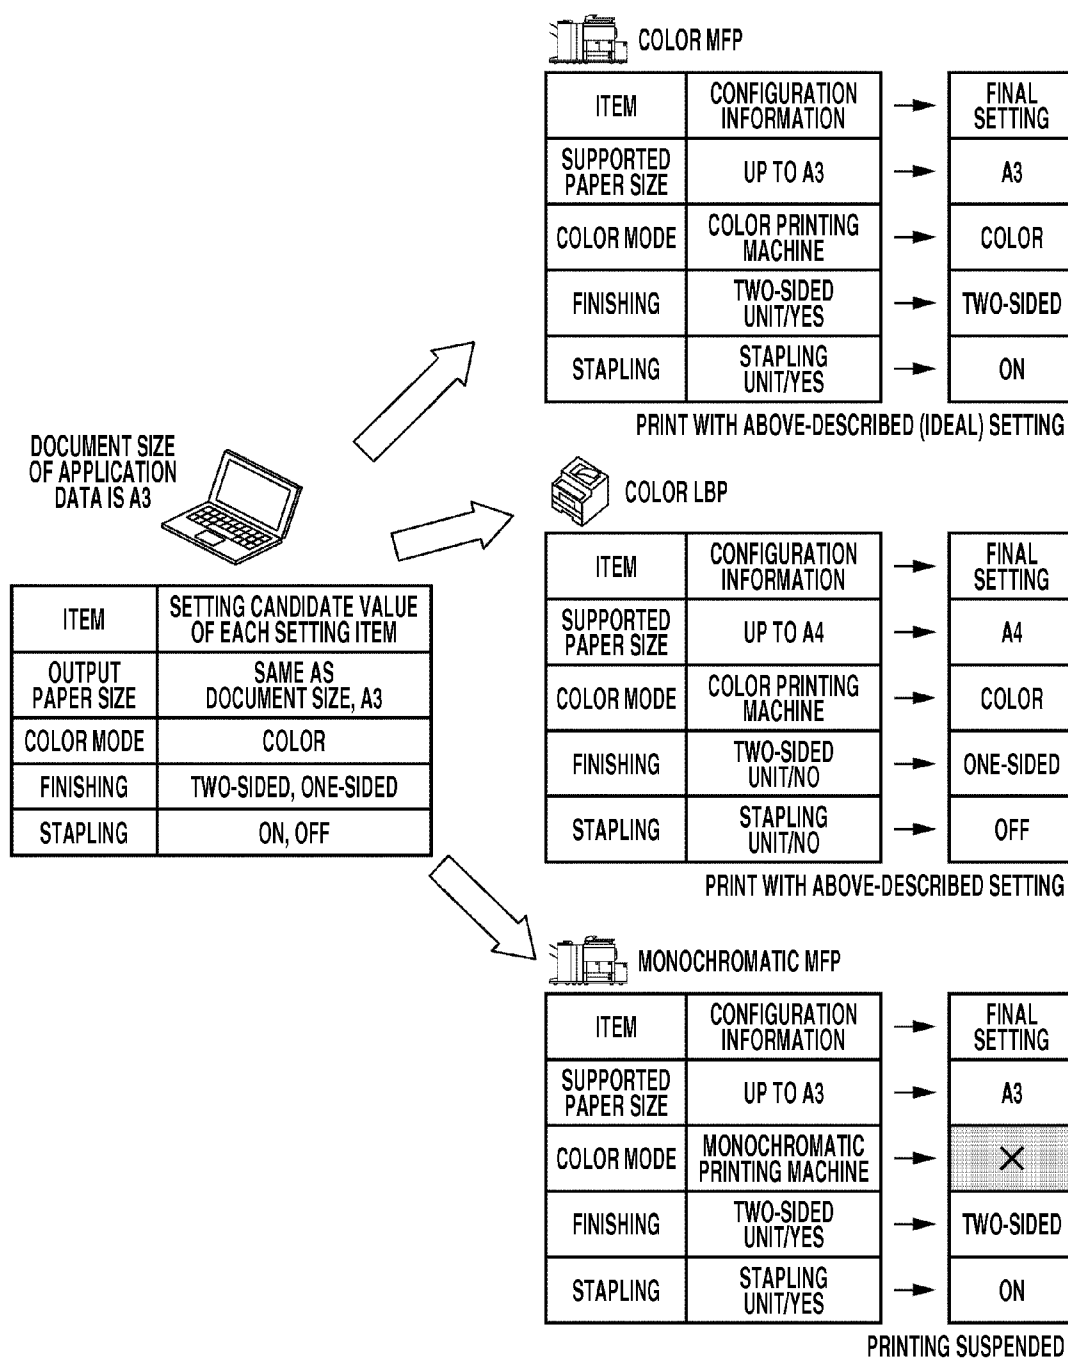 COLOR MFP
ITEM
CONFIGURATION
INFORMATION
FINAL
SETTING
SUPPORTED
PAPER SIZE
UP TO A3
A3
COLOR MODE
COLOR PRINTING
MACHINE
COLOR
FINISHING
TWO-SIDED
UNIT/YES
TWO-SIDED
STAPLING
STAPLING
UNIT/YES
ON
PRINT WITH ABOVE-DESCRIBED (IDEAL) SETTING
DOCUMENT SIZE
OF APPLICATION
DATA IS A3
ITEM
SETTING CANDIDATE VALUE
OF EACH SETTING ITEM
OUTPUT
PAPER SIZE
SAME AS
DOCUMENT SIZE, A3
COLOR MODE
COLOR
FINISHING
TWO-SIDED, ONE-SIDED
STAPLING
ON, OFF
COLOR LBP
ITEM
CONFIGURATION
INFORMATION
FINAL
SETTING
SUPPORTED
PAPER SIZE
UP TO A4
A4
COLOR MODE
COLOR PRINTING
MACHINE
COLOR
FINISHING
TWO-SIDED
UNIT/NO
ONE-SIDED
STAPLING
STAPLING
UNIT/NO
OFF
PRINT WITH ABOVE-DESCRIBED SETTING
MONOCHROMATIC MFP
ITEM
CONFIGURATION
INFORMATION
FINAL
SETTING
SUPPORTED
PAPER SIZE
UP TO A3
A3
COLOR MODE
MONOCHROMATIC
PRINTING MACHINE
×
FINISHING
TWO-SIDED
UNIT/YES
TWO-SIDED
STAPLING
STAPLING
UNIT/YES
ON
PRINTING SUSPENDED